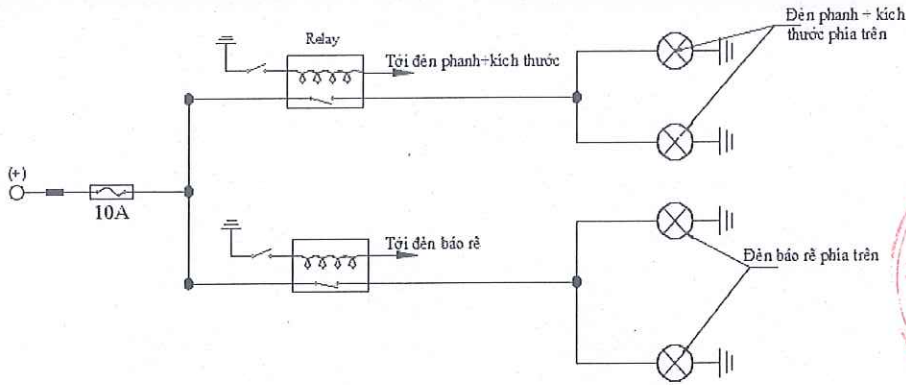 Relay
Tới đèn phanh+kích thước
Đèn phanh + kích
thước phía trên
(+)
10A
Tới đèn báo rẽ
Đèn báo rẽ phía trên